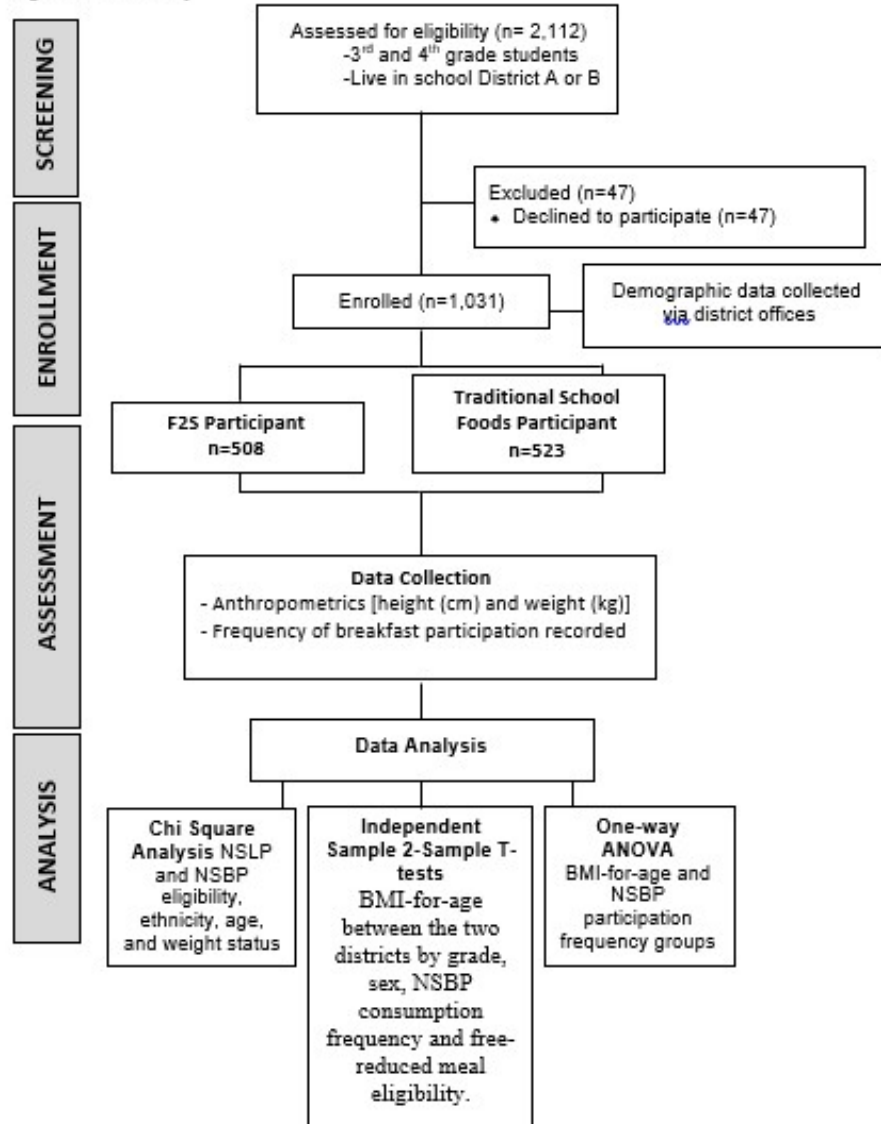 SCREENING
Assessed for eligibility (n= 2,112)
-3rd and 4th grade students
-Live in school District A or B
Excluded (n=47)
• Declined to participate (n=47)
ENROLLMENT
Enrolled (n=1,031)
Demographic data collected
via district offices
F2S Participant
n=508
Traditional School
Foods Participant
n=523
ASSESSMENT
Data Collection
- Anthropometrics [height (cm) and weight (kg)]
- Frequency of breakfast participation recorded
ANALYSIS
Data Analysis
Chi Square
Analysis NSLP
and NSBP
eligibility,
ethnicity, age,
and weight status
Independent
Sample 2-Sample T-
tests
BMI-for-age
between the two
districts by grade,
sex, NSBP
consumption
frequency and free-
reduced meal
eligibility.
One-way
ANOVA
BMI-for-age and
NSBP
participation
frequency groups